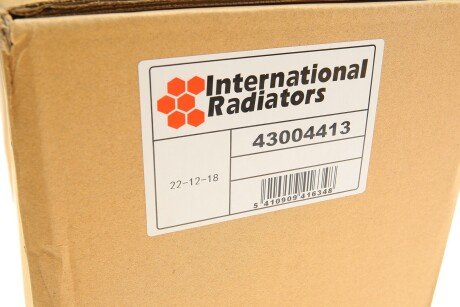 International
Radiators
43004413
22-12-18
5 410909 416348